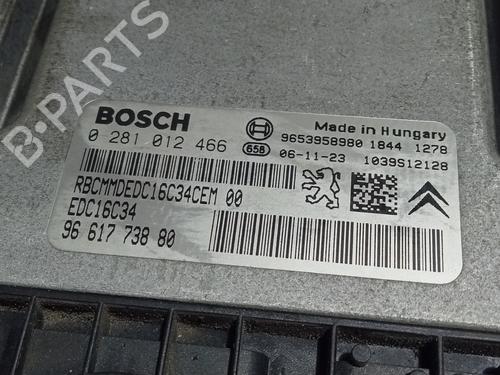 B-PARTS
BOSCH
0 281 012 466
658
Made in Hungary
9653958980 1844 1278
06-11-23 1039S12128
RBCMMDEDC16C34CEM 00
EDC16C34
96 617 738 80